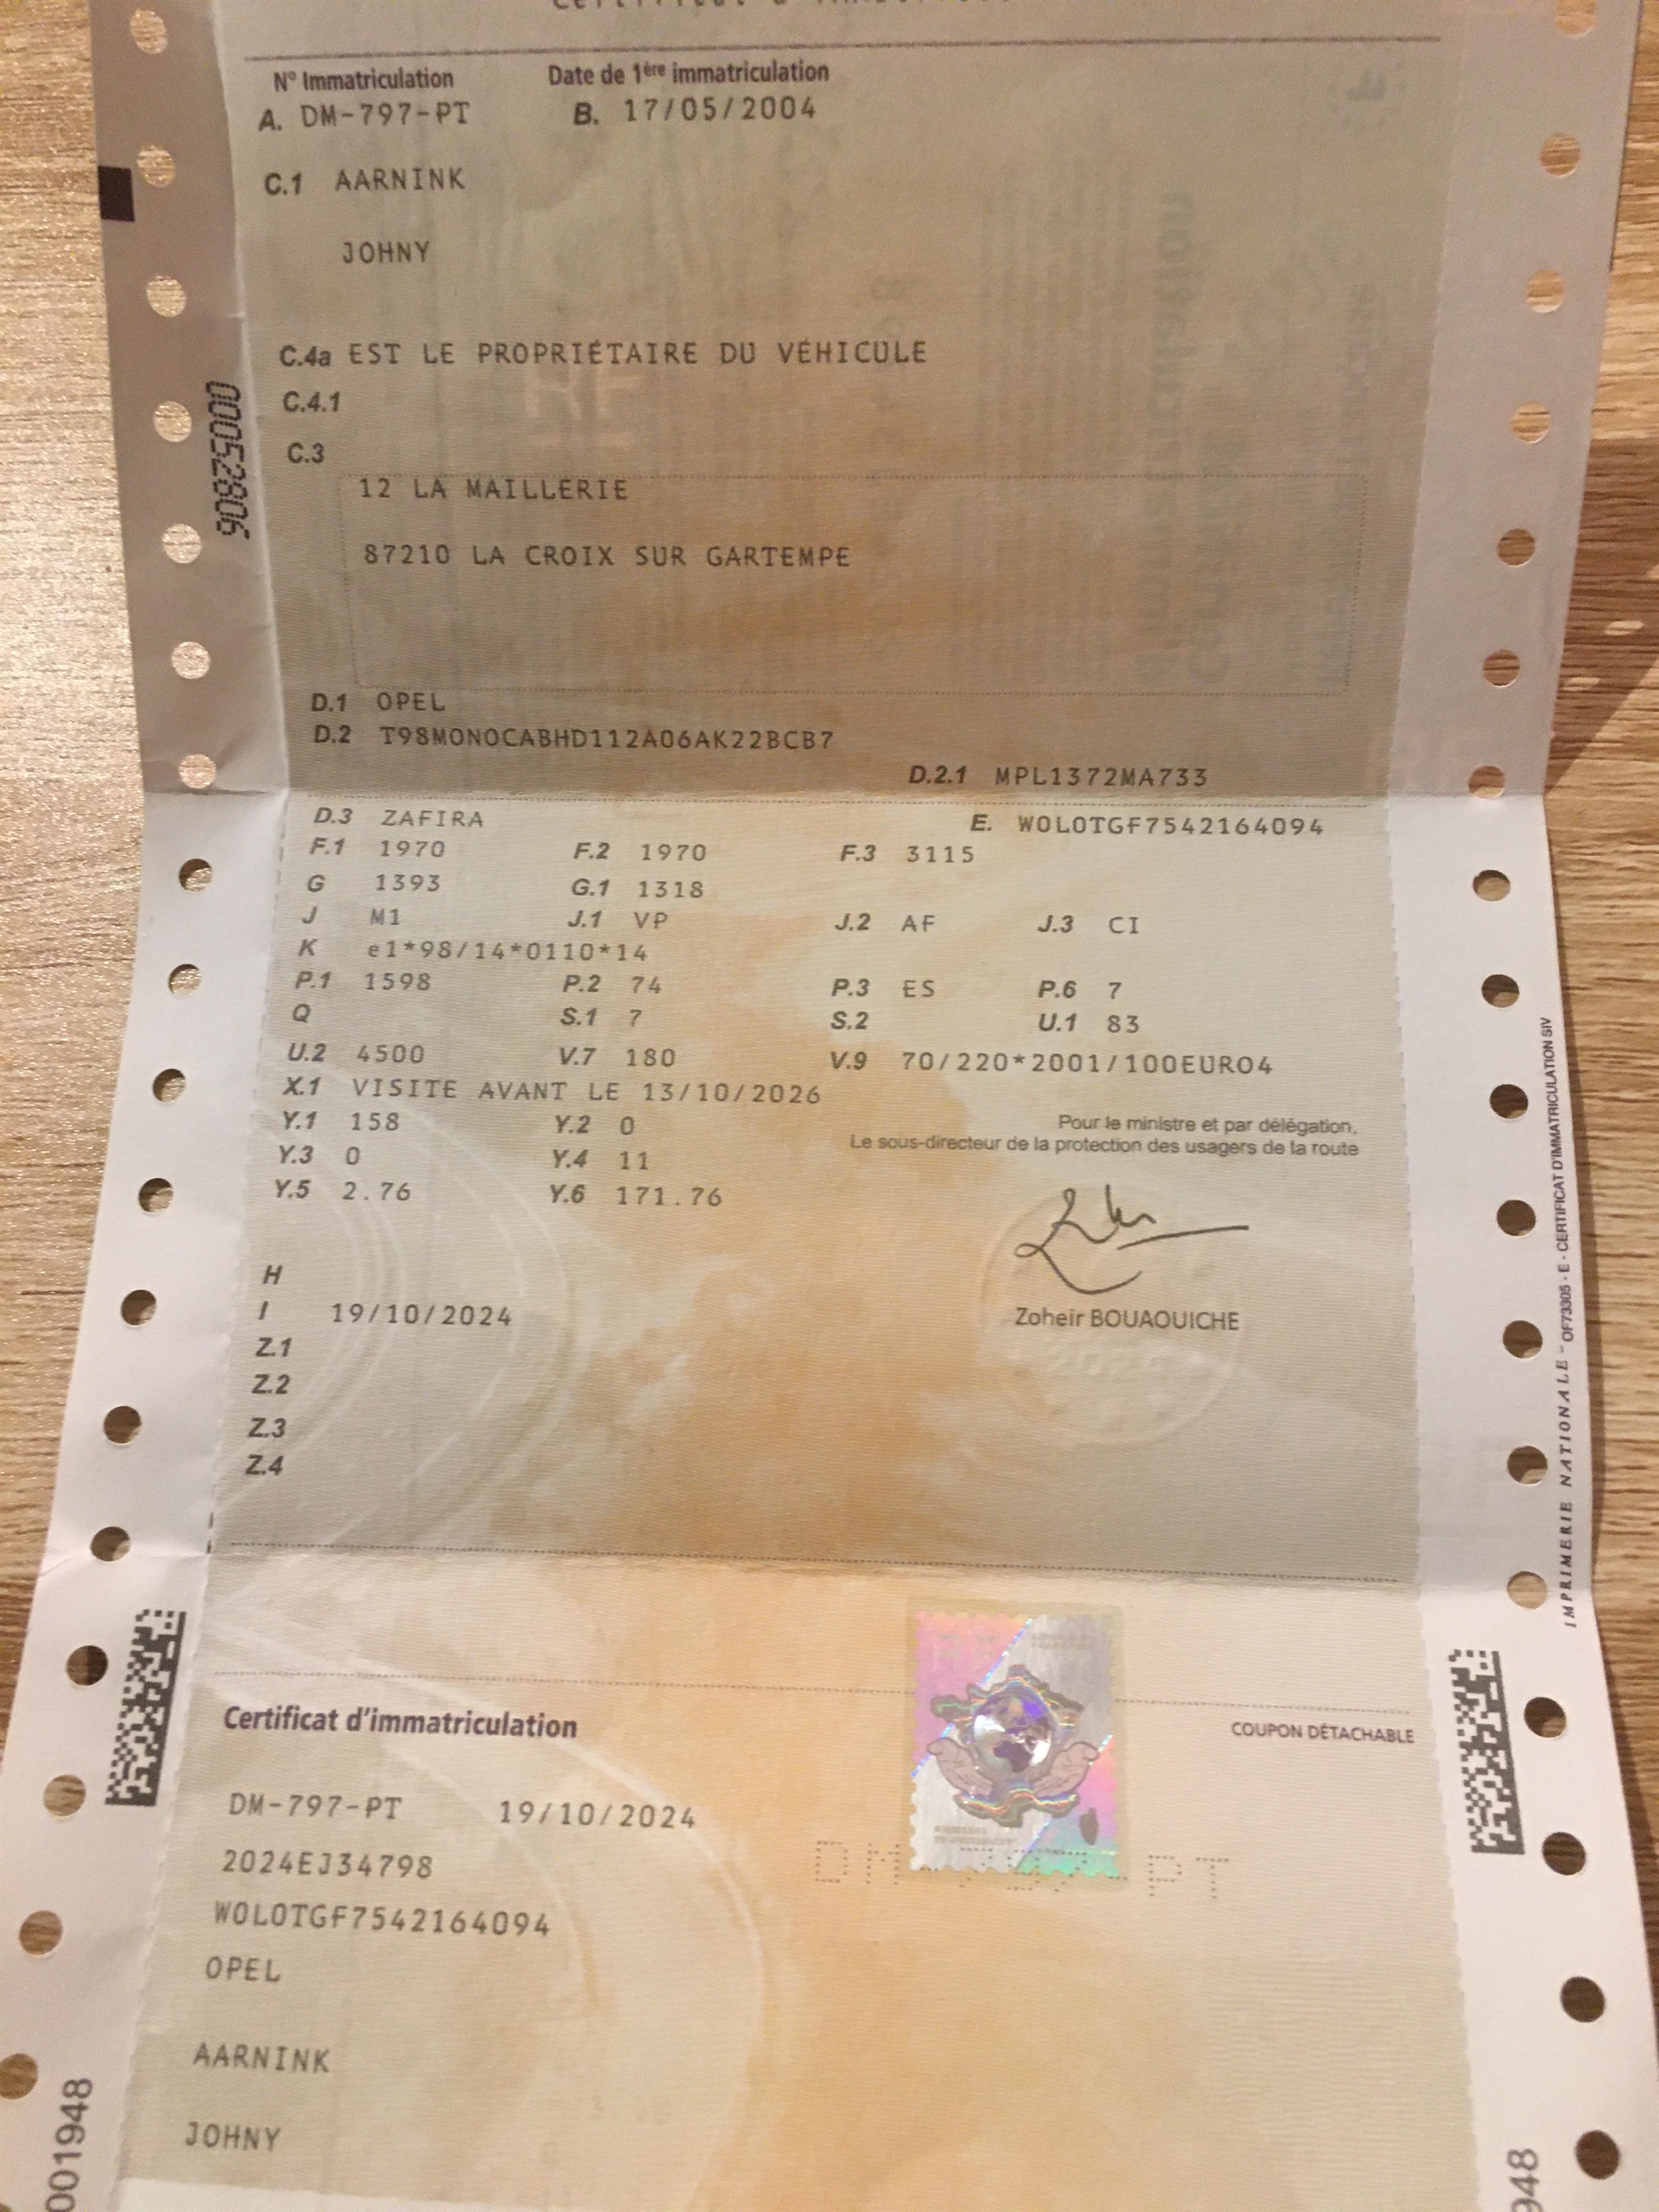 N° Immatriculation Date de 1ère immatriculation
A. DM-797-PT B. 17/05/2004
C.1 AARNINK
JOHNY
C.4a EST LE PROPRIÉTAIRE DU VÉHICULE
C.4.1
C.3
12 LA MAILLERIE
87210 LA CROIX SUR GARTEMPE
D.1 OPEL
D.2 T98MONOCABHD112A06AK22BCB7
D.2.1 MPL1372MA733
D.3 ZAFIRA E. W0L0TGF7542164094
F.1 1970 F.2 1970 F.3 3115
G 1393 G.1 1318
J M1 J.1 VP J.2 AF J.3 CI
K e1*98/14*0110*14
P.1 1598 P.2 74 P.3 ES P.6 7
Q S.1 7 S.2 U.1 83
U.2 4500 V.7 180 V.9 70/220*2001/100EURO4
X.1 VISITE AVANT LE 13/10/2026
Y.1 158 Y.2 0
Y.3 0 Y.4 11
Y.5 2.76 Y.6 171.76
Pour le ministre et par délégation,
Le sous-directeur de la protection des usagers de la route
Zoheir BOUAOUICHE
H
I 19/10/2024
Z.1
Z.2
Z.3
Z.4
Certificat d'immatriculation COUPON DÉTACHABLE
DM-797-PT 19/10/2024
2024EJ34798
W0L0TGF7542164094
OPEL
AARNINK
JOHNY
00052806
IMPRIMERIE NATIONALE - OF73305 - E - CERTIFICAT D'IMMATRICULATION SIV
001948
948